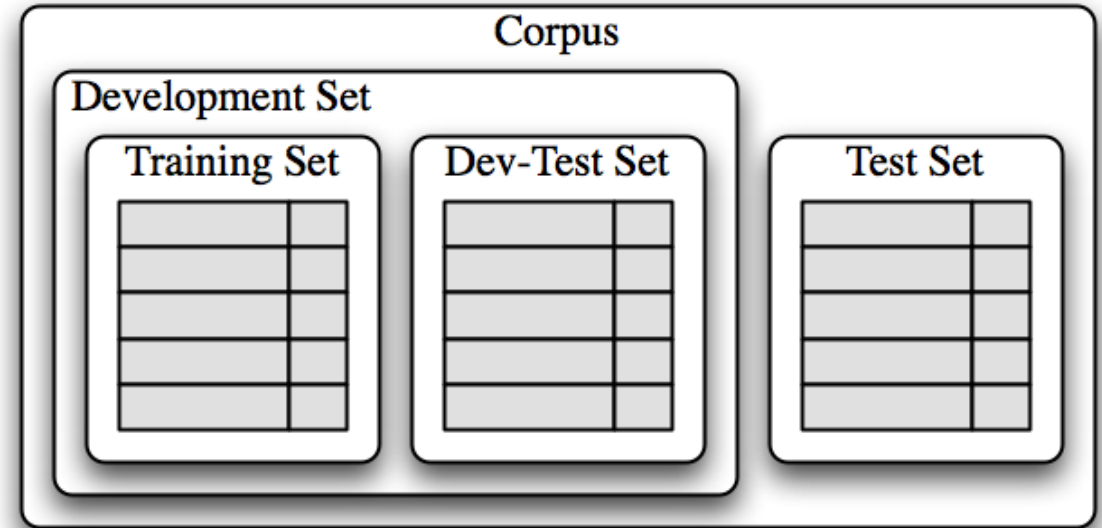 Corpus
Development Set
Training Set
Dev-Test Set
Test Set